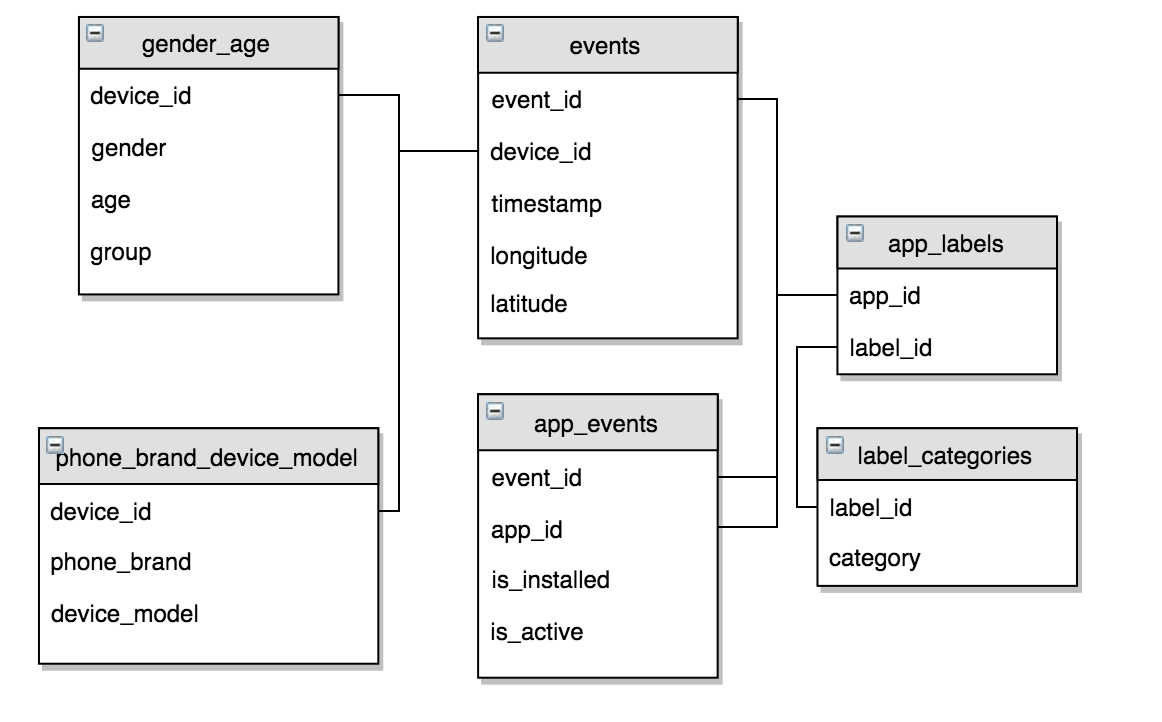 gender_age
device_id
gender
age
group
events
event_id
device_id
timestamp
longitude
latitude
app_labels
app_id
label_id
phone_brand_device_model
device_id
phone_brand
device_model
app_events
event_id
app_id
is_installed
is_active
label_categories
label_id
category